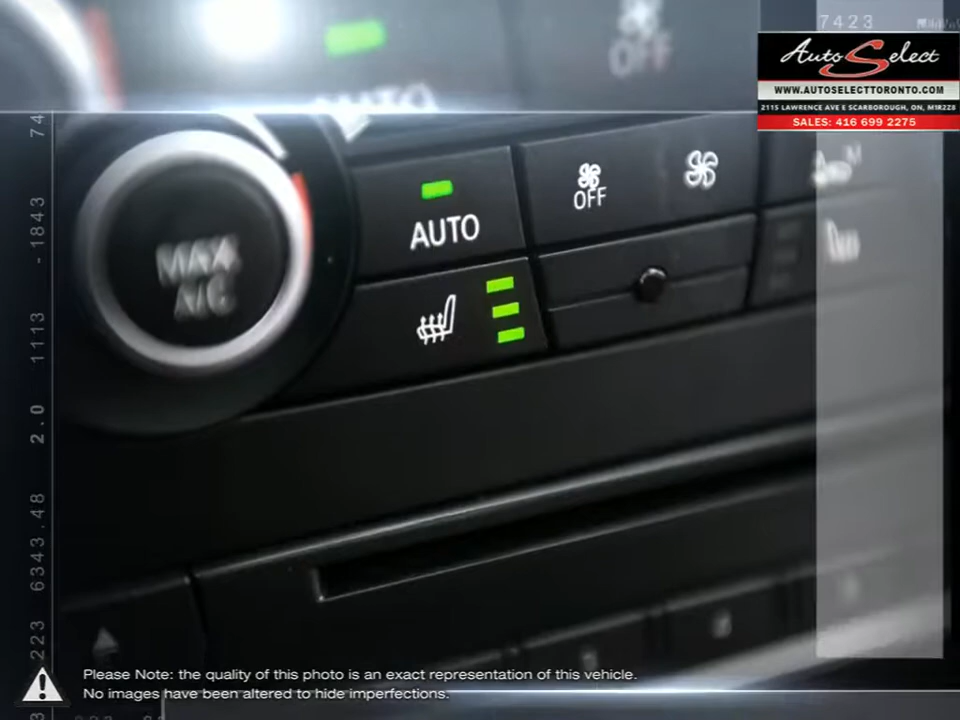 7423
OFF
AUTO
Auto Select
WWW.AUTOSELECTTORONTO.COM
2115 LAWRENCE AVE E SCARBOROUGH, ON, M1R2Z8
SALES: 416 699 2275
74
-1843
1113
2.0
6343.48
223
MAX
A/C
AUTO
OFF
Please Note: the quality of this photo is an exact representation of this vehicle.
No images have been altered to hide imperfections.